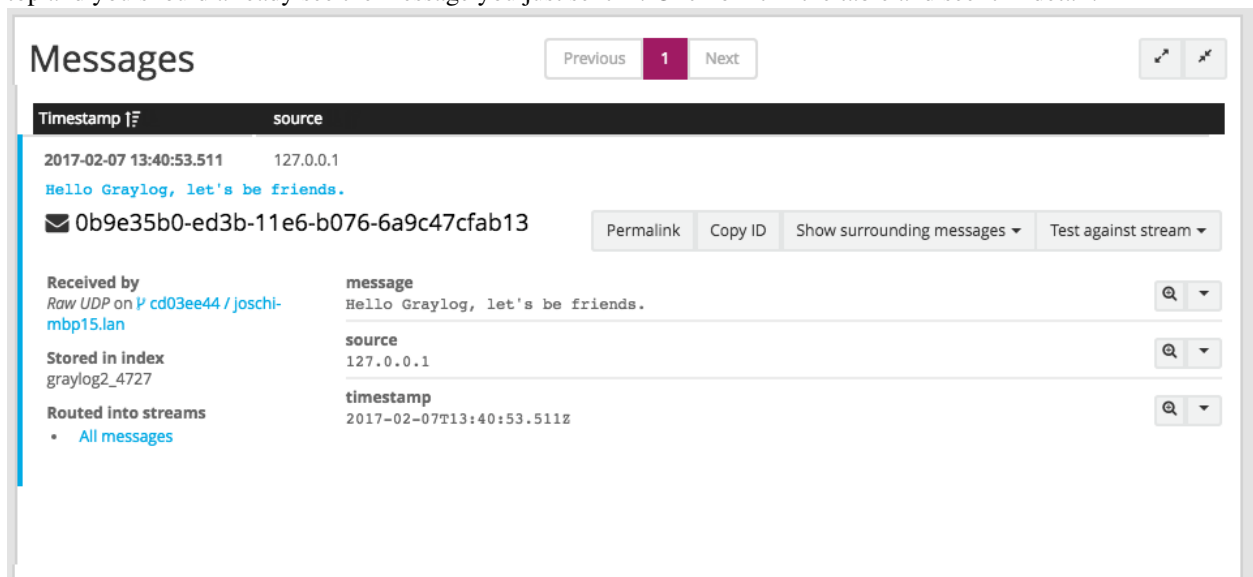 Messages
Previous 1 Next
Timestamp source
2017-02-07 13:40:53.511 127.0.0.1
Hello Graylog, let's be friends.
0b9e35b0-ed3b-11e6-b076-6a9c47cfab13
Permalink Copy ID Show surrounding messages Test against stream
Received by
Raw UDP on cd03ee44 / joschi-
mbp15.lan
Stored in index
graylog2_4727
Routed into streams
• All messages
message
Hello Graylog, let's be friends.
source
127.0.0.1
timestamp
2017-02-07T13:40:53.511Z